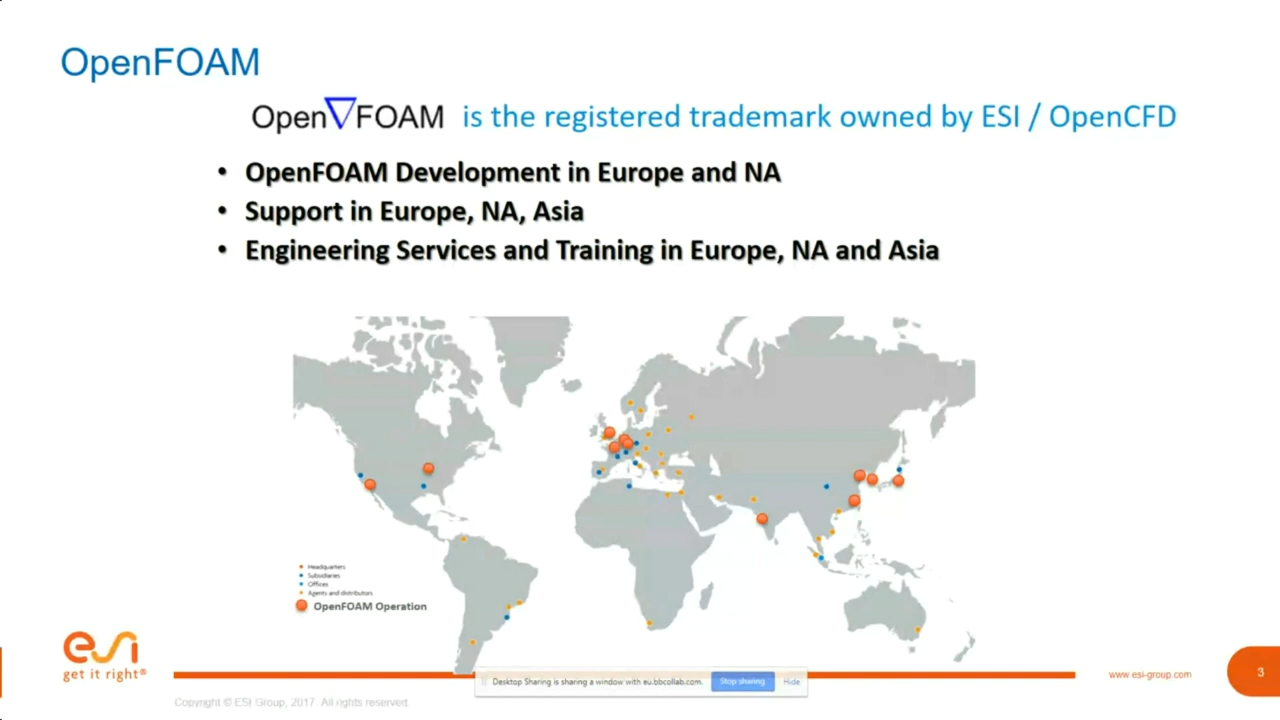 OpenFOAM
Open▽FOAM is the registered trademark owned by ESI / OpenCFD
• OpenFOAM Development in Europe and NA
• Support in Europe, NA, Asia
• Engineering Services and Training in Europe, NA and Asia
Headquarters
Subsidiaries
Offices
Agents and distributors
OpenFOAM Operation
esi
get it right®
Desktop Sharing is sharing a window with eu.bbcollab.com. Stop sharing Hide
www.esi-group.com
3
Copyright © ESI Group, 2017. All rights reserved.